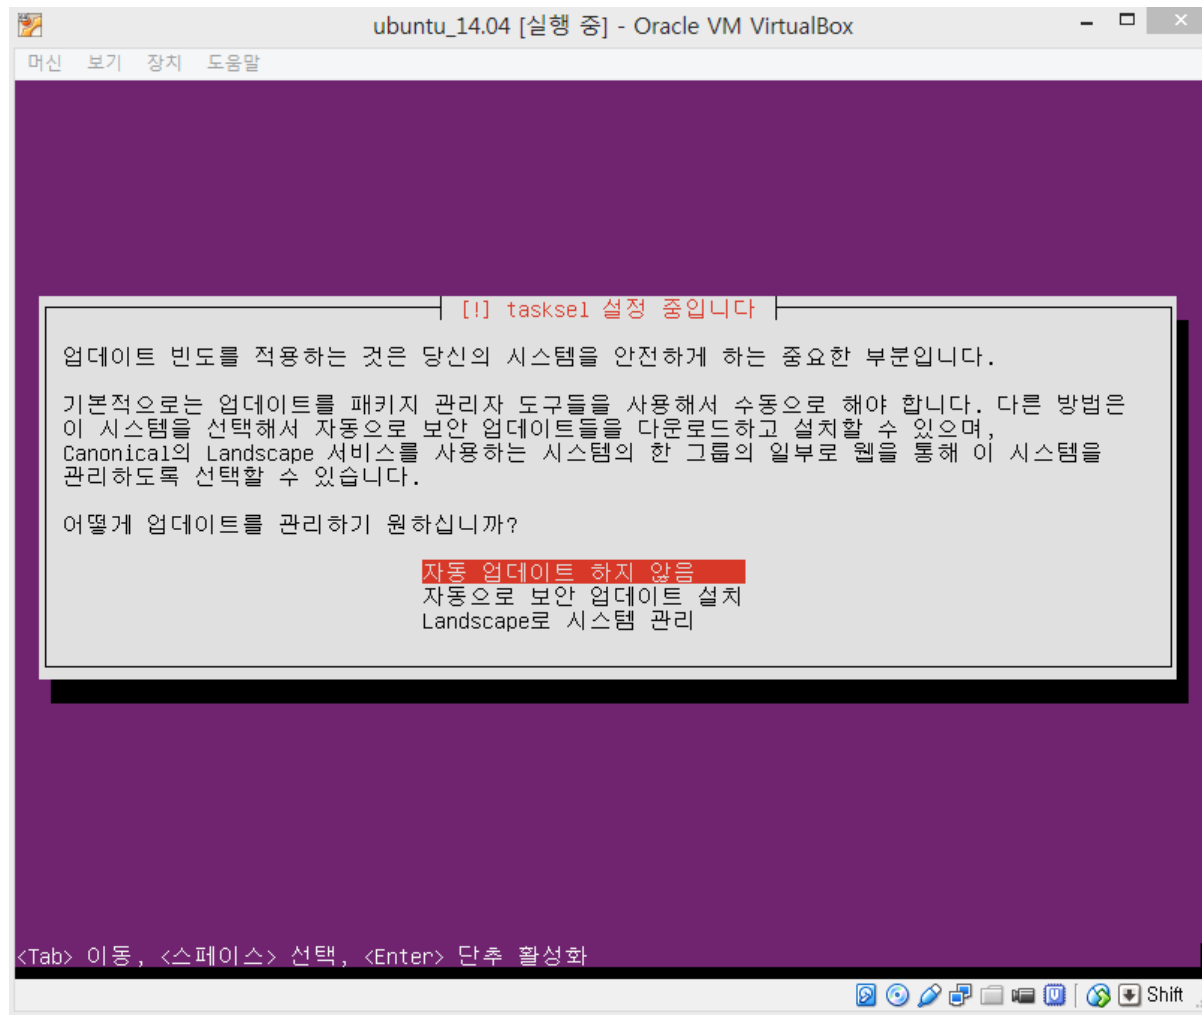 ubuntu_14.04 [실행 중] - Oracle VM VirtualBox
머신 보기 장치 도움말
[!] tasksel 설정 중입니다
업데이트 빈도를 적용하는 것은 당신의 시스템을 안전하게 하는 중요한 부분입니다.
기본적으로는 업데이트를 패키지 관리자 도구들을 사용해서 수동으로 해야 합니다. 다른 방법은
이 시스템을 선택해서 자동으로 보안 업데이트들을 다운로드하고 설치할 수 있으며,
Canonical의 Landscape 서비스를 사용하는 시스템의 한 그룹의 일부로 웹을 통해 이 시스템을
관리하도록 선택할 수 있습니다.
어떻게 업데이트를 관리하기 원하십니까?
자동 업데이트 하지 않음
자동으로 보안 업데이트 설치
Landscape로 시스템 관리
<Tab> 이동, <스페이스> 선택, <Enter> 단추 활성화
Shift